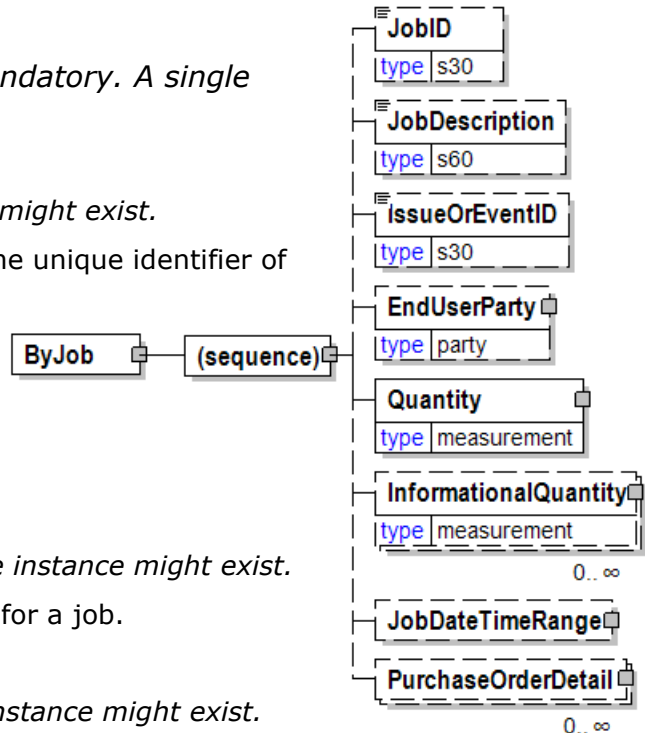 ndatory. A single
might exist.
he unique identifier of
e instance might exist.
for a job.
nstance might exist.
ByJob
(sequence)
JobID
type s30
JobDescription
type s60
IssueOrEventID
type s30
EndUserParty
type party
Quantity
type measurement
InformationalQuantity
type measurement
0.. ∞
JobDateTimeRange
PurchaseOrderDetail
0.. ∞